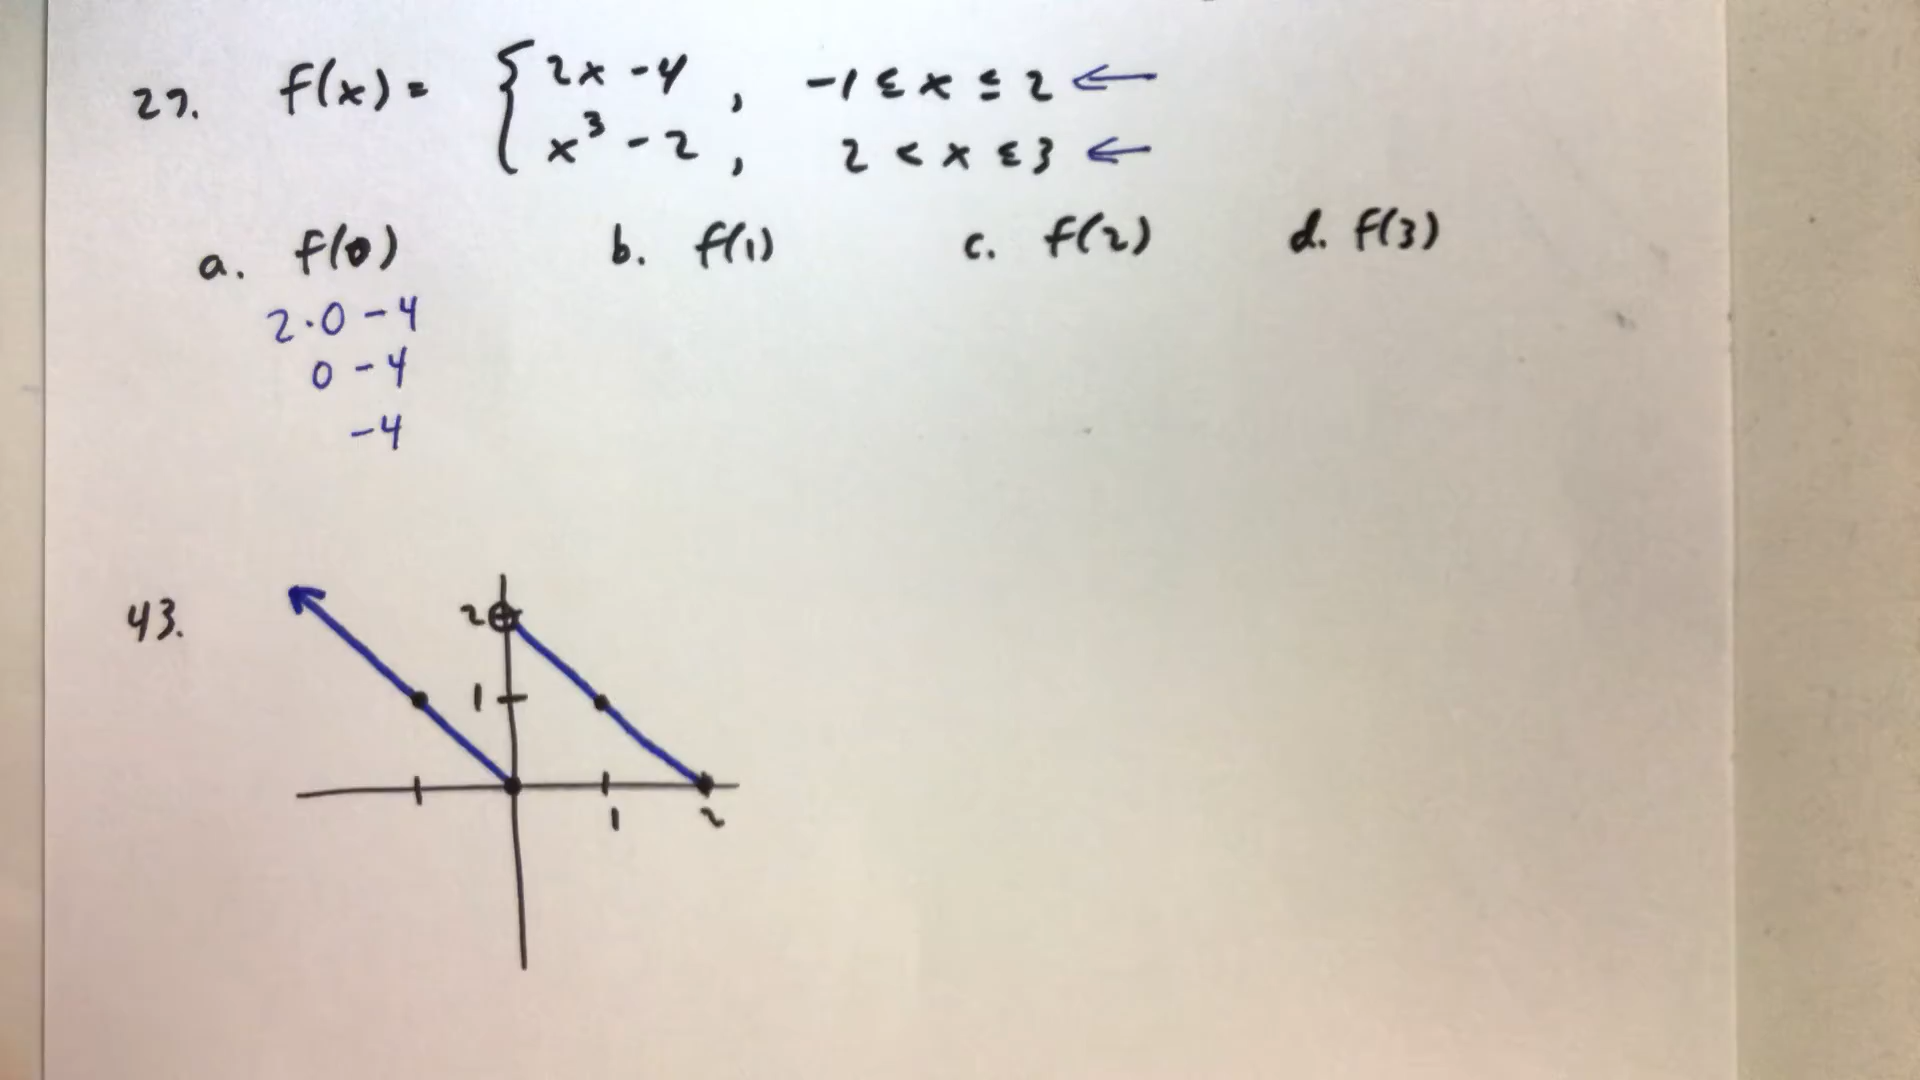 27. f(x) = { 2x - 4 , -1 ≤ x ≤ 2 ←
x³ - 2 , 2 < x ≤ 3 ←
a. f(0) b. f(1) c. f(2) d. f(3)
2·0 - 4
0 - 4
-4
43.
2
1
1 2